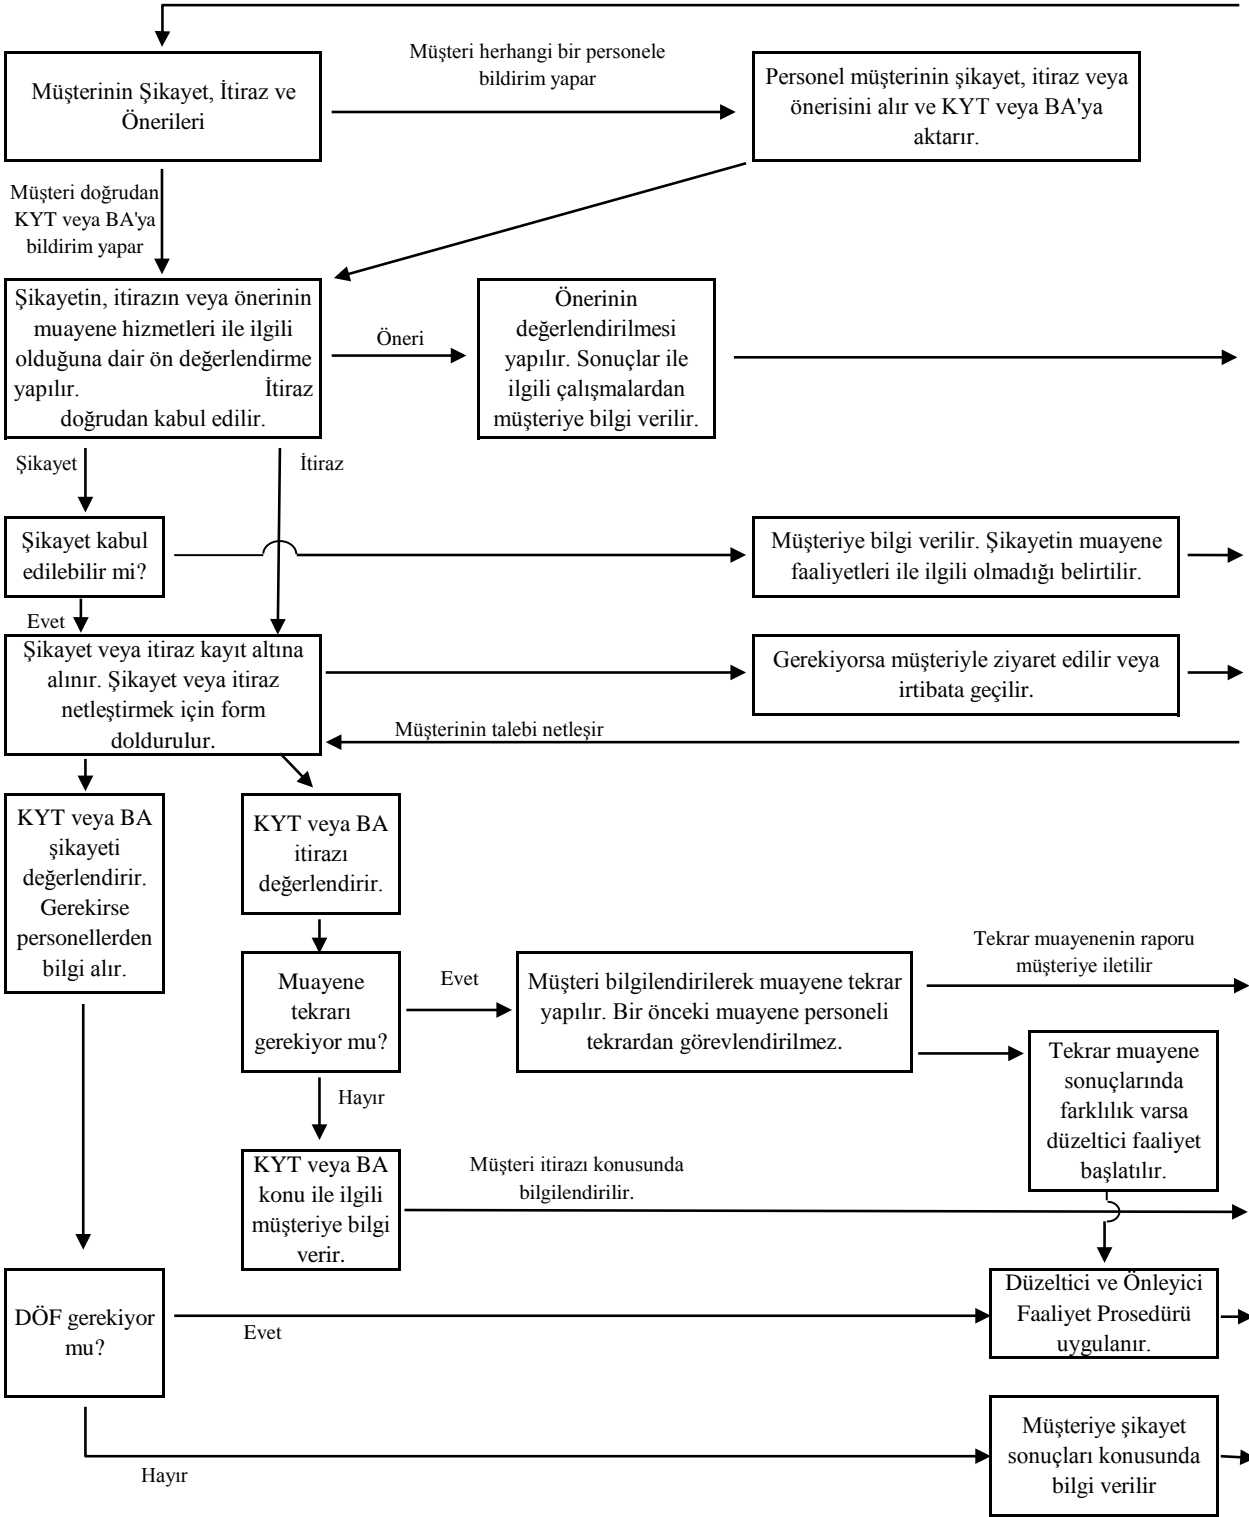 Müşteri herhangi bir personele
bildirim yapar
Müşterinin Şikayet, İtiraz ve
Önerileri
Personel müşterinin şikayet, itiraz veya
önerisini alır ve KYT veya BA'ya
aktarır.
Müşteri doğrudan
KYT veya BA'ya
bildirim yapar
Şikayetin, itirazın veya önerinin
muayene hizmetleri ile ilgili
olduğuna dair ön değerlendirme
yapılır. İtiraz
doğrudan kabul edilir.
Öneri
Önerinin
değerlendirilmesi
yapılır. Sonuçlar ile
ilgili çalışmalardan
müşteriye bilgi verilir.
Şikayet
İtiraz
Şikayet kabul
edilebilir mi?
Müşteriye bilgi verilir. Şikayetin muayene
faaliyetleri ile ilgili olmadığı belirtilir.
Evet
Şikayet veya itiraz kayıt altına
alınır. Şikayet veya itiraz
netleştirmek için form
doldurulur.
Gerekiyorsa müşteriyle ziyaret edilir veya
irtibata geçilir.
Müşterinin talebi netleşir
KYT veya BA
şikayeti
değerlendirir.
Gerekirse
personellerden
bilgi alır.
KYT veya BA
itirazı
değerlendirir.
Muayene
tekrarı
gerekiyor mu?
Evet
Müşteri bilgilendirilerek muayene tekrar
yapılır. Bir önceki muayene personeli
tekrardan görevlendirilmez.
Tekrar muayenenin raporu
müşteriye iletilir
Tekrar muayene
sonuçlarında
farklılık varsa
düzeltici faaliyet
başlatılır.
Hayır
KYT veya BA
konu ile ilgili
müşteriye bilgi
verir.
Müşteri itirazı konusunda
bilgilendirilir.
DÖF gerekiyor
mu?
Evet
Düzeltici ve Önleyici
Faaliyet Prosedürü
uygulanır.
Hayır
Müşteriye şikayet
sonuçları konusunda
bilgi verilir